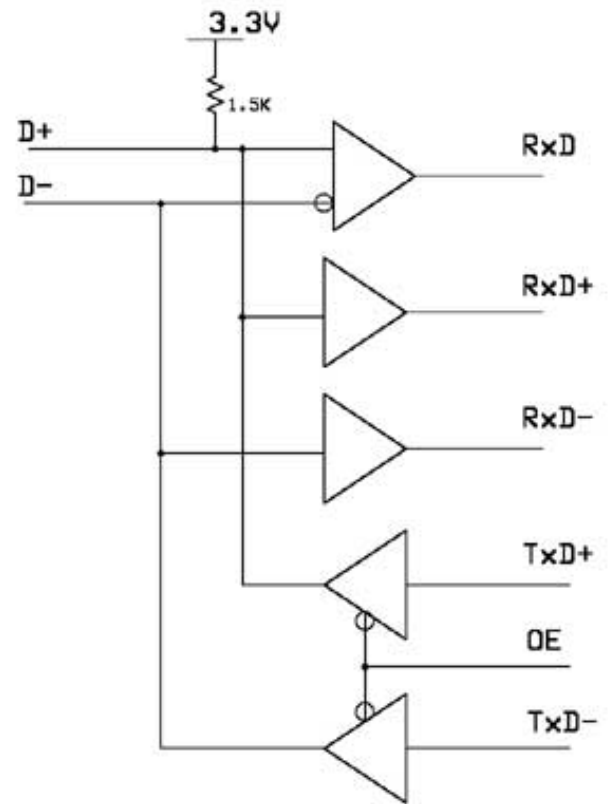 3.3V
1.5K
D+
RxD
D-
RxD+
RxD-
TxD+
OE
TxD-